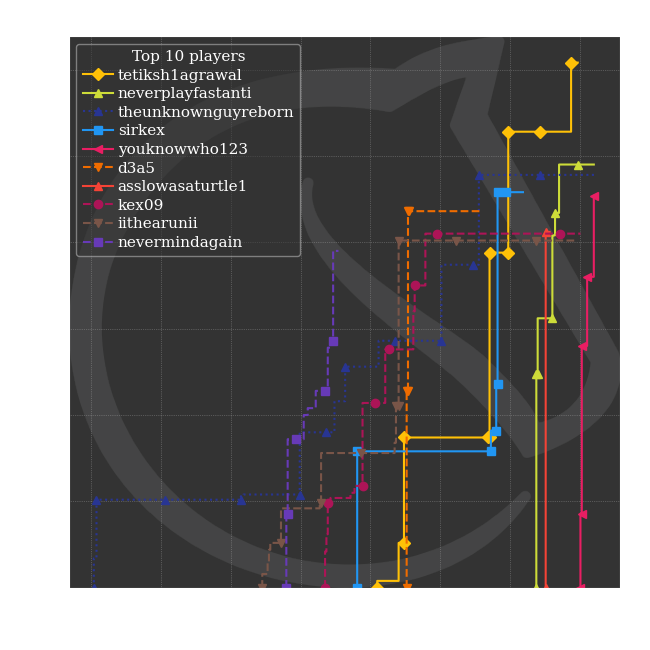 Top 10 players
tetiksh1agrawal
neverplayfastanti
theunknownguyreborn
sirkex
youknowwho123
d3a5
asslowasaturtle1
kex09
iithearunii
nevermindagain